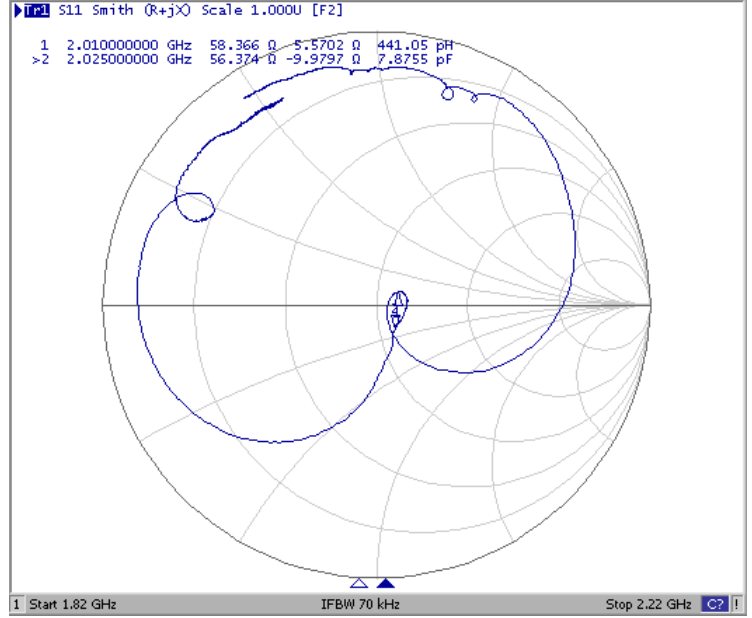 Tr1 S11 Smith (R+jX) Scale 1.000U [F2]
1 2.010000000 GHz 58.366 Ω 5.5702 Ω 441.05 pH
>2 2.025000000 GHz 56.374 Ω -9.9797 Ω 7.8755 pF
1 Start 1.82 GHz IFBW 70 kHz Stop 2.22 GHz C? !